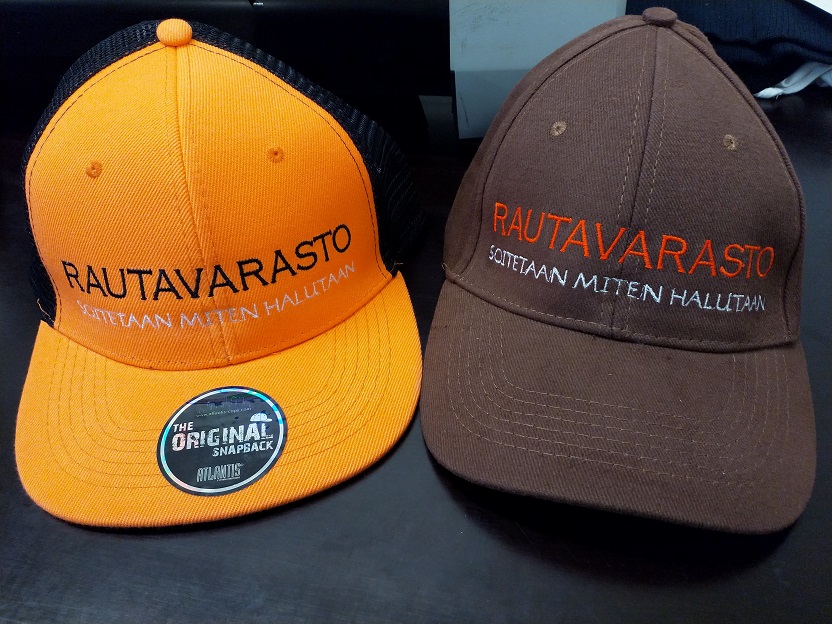 RAUTAVARASTO
SOITETAAN MITEN HALUTAAN
THE
ORIGINAL
SNAPBACK
ATLANTIS
RAUTAVARASTO
SOITETAAN MITEN HALUTAAN